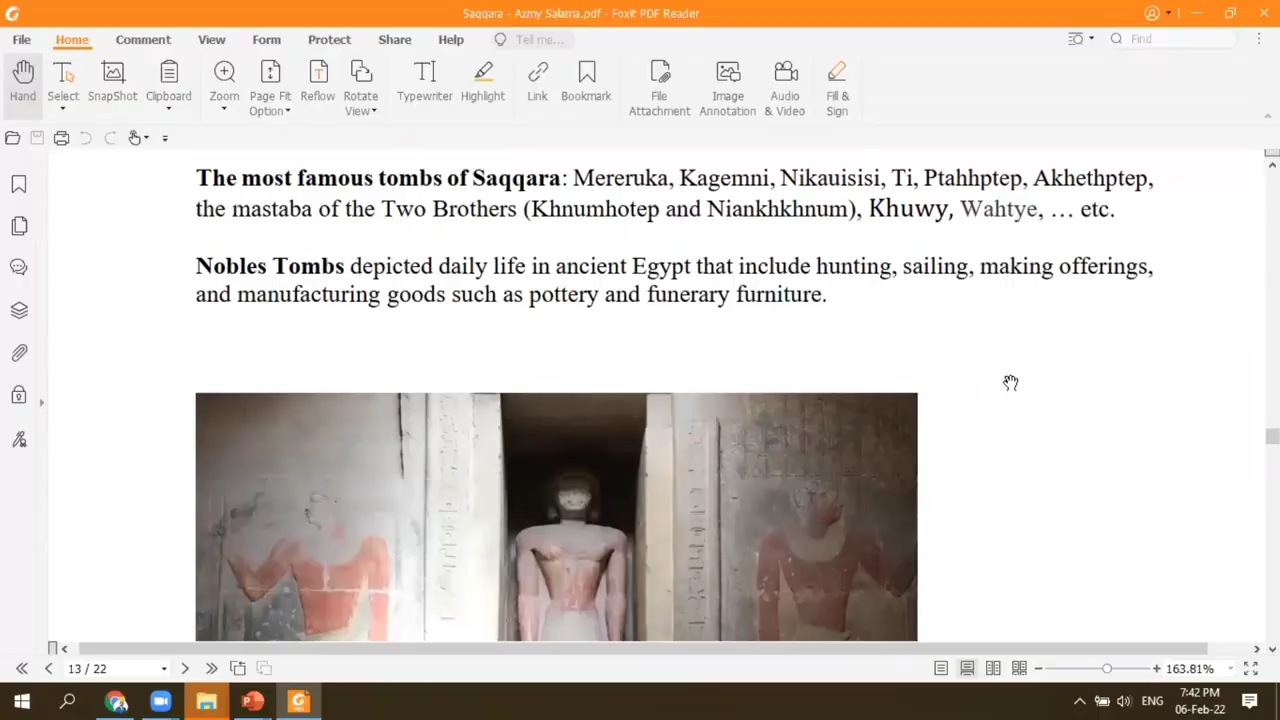 Saqqara - Azmy Salama.pdf - Foxit PDF Reader
File Home Comment View Form Protect Share Help Tell me... Find
Hand Select SnapShot Clipboard Zoom Page Fit Option Reflow Rotate View Typewriter Highlight Link Bookmark File Attachment Image Annotation Audio & Video Fill & Sign
The most famous tombs of Saqqara: Mereruka, Kagemni, Nikauisisi, Ti, Ptahhptep, Akhethptep,
the mastaba of the Two Brothers (Khnumhotep and Niankhkhnum), Khuwy, Wahtye, … etc.
Nobles Tombs depicted daily life in ancient Egypt that include hunting, sailing, making offerings,
and manufacturing goods such as pottery and funerary furniture.
13 / 22 163.81%
ENG 7:42 PM
06-Feb-22